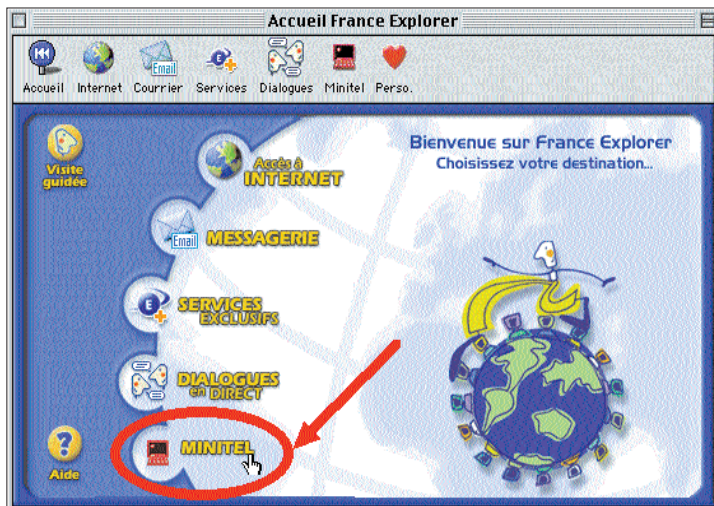 Accueil France Explorer
Accueil Internet Courrier Services Dialogues Minitel Perso.
Email
Visite
guidée
Bienvenue sur France Explorer
Choisissez votre destination...
Accès à
INTERNET
Email
MESSAGERIE
SERVICES
EXCLUSIFS
DIALOGUES
en DIRECT
MINITEL
Aide